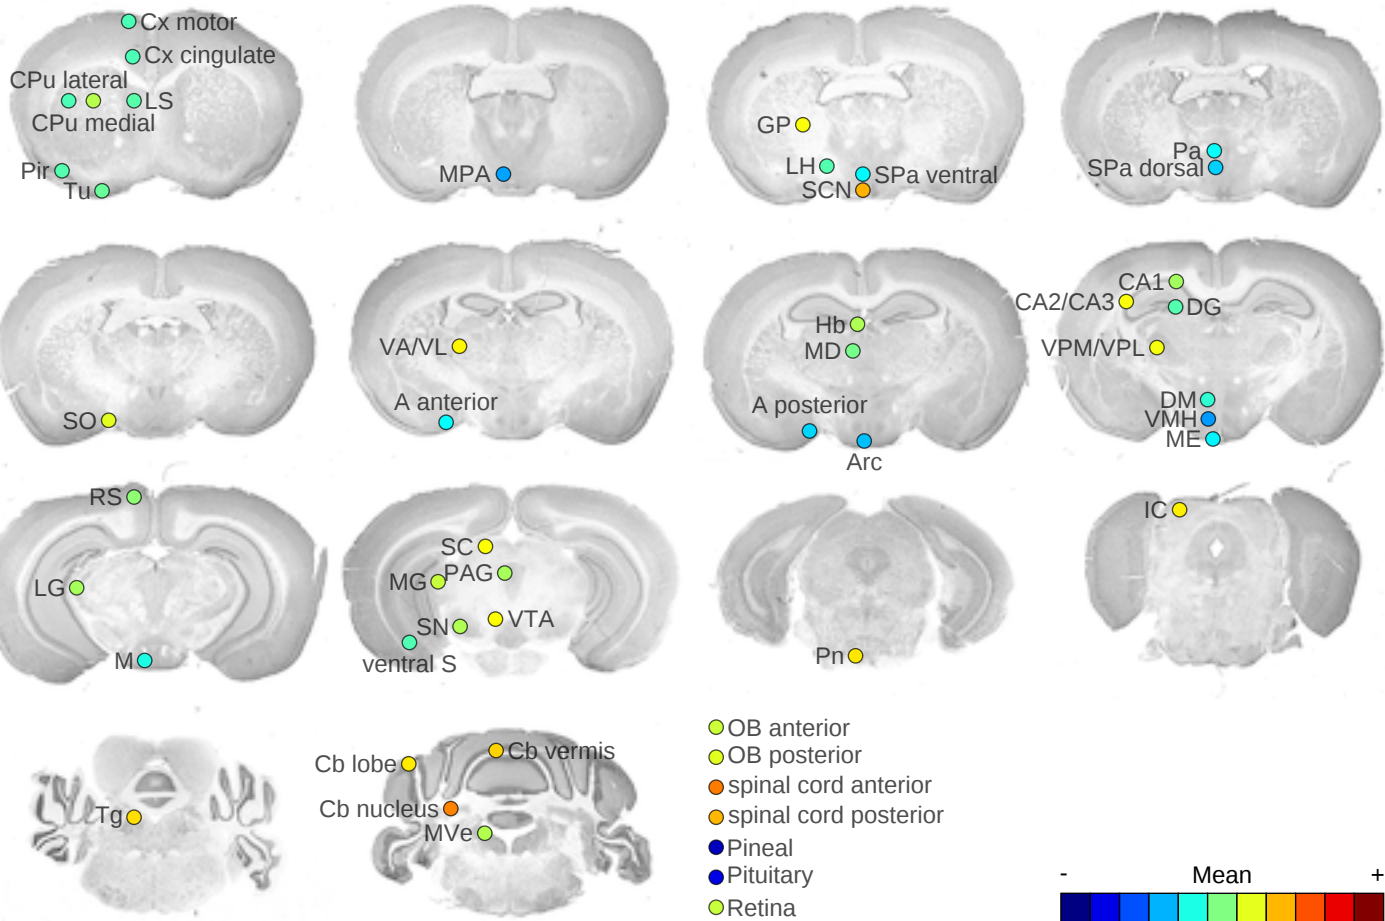 Cx motor
Cx cingulate
CPu lateral
LS
CPu medial
Pir
Tu
MPA
GP
LH
SPa ventral
SCN
Pa
SPa dorsal
SO
VA/VL
A anterior
Hb
MD
A posterior
Arc
CA1
CA2/CA3
DG
VPM/VPL
DM
VMH
ME
RS
LG
M
SC
MG
PAG
SN
VTA
ventral S
Pn
IC
Tg
Cb lobe
Cb vermis
Cb nucleus
MVe
OB anterior
OB posterior
spinal cord anterior
spinal cord posterior
Pineal
Pituitary
Retina
- Mean +